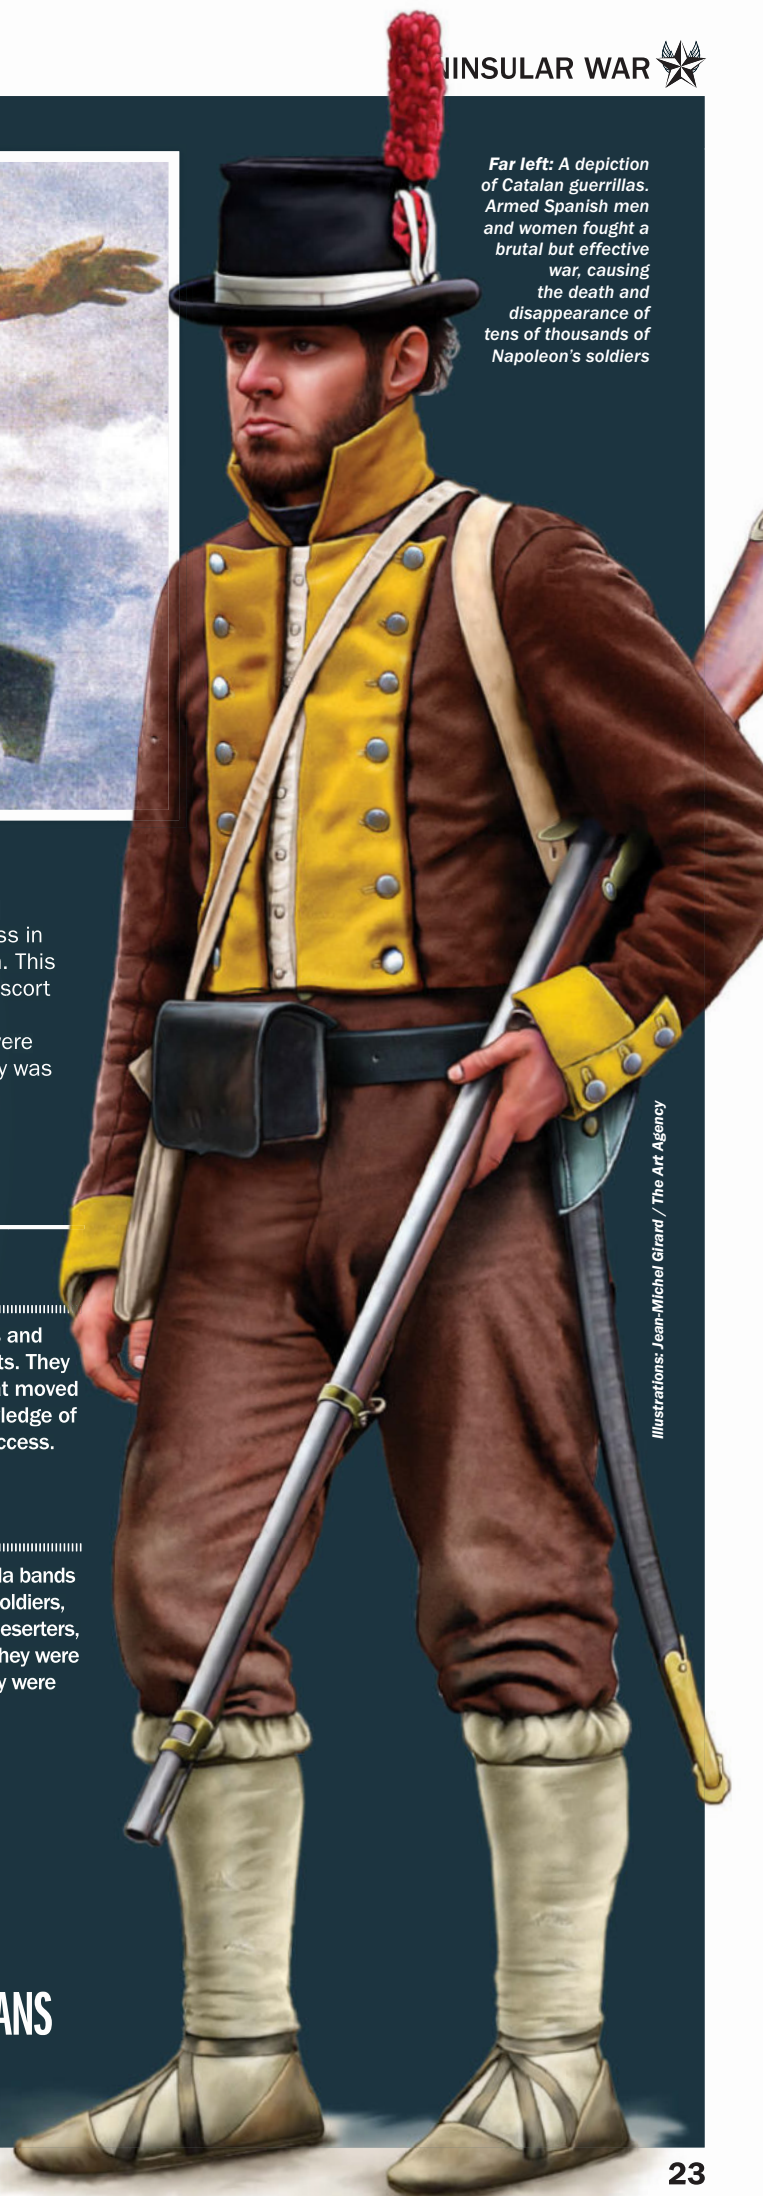 NINSULAR WAR
Far left: A depiction
of Catalan guerrillas.
Armed Spanish men
and women fought a
brutal but effective
war, causing
the death and
disappearance of
tens of thousands of
Napoleon's soldiers
ss in
. This
scort
ere
y was
and
ts. They
at moved
ledge of
ccess.
la bands
oldiers,
eserters,
hey were
y were
ANS
Illustrations: Jean-Michel Girard / The Art Agency
23